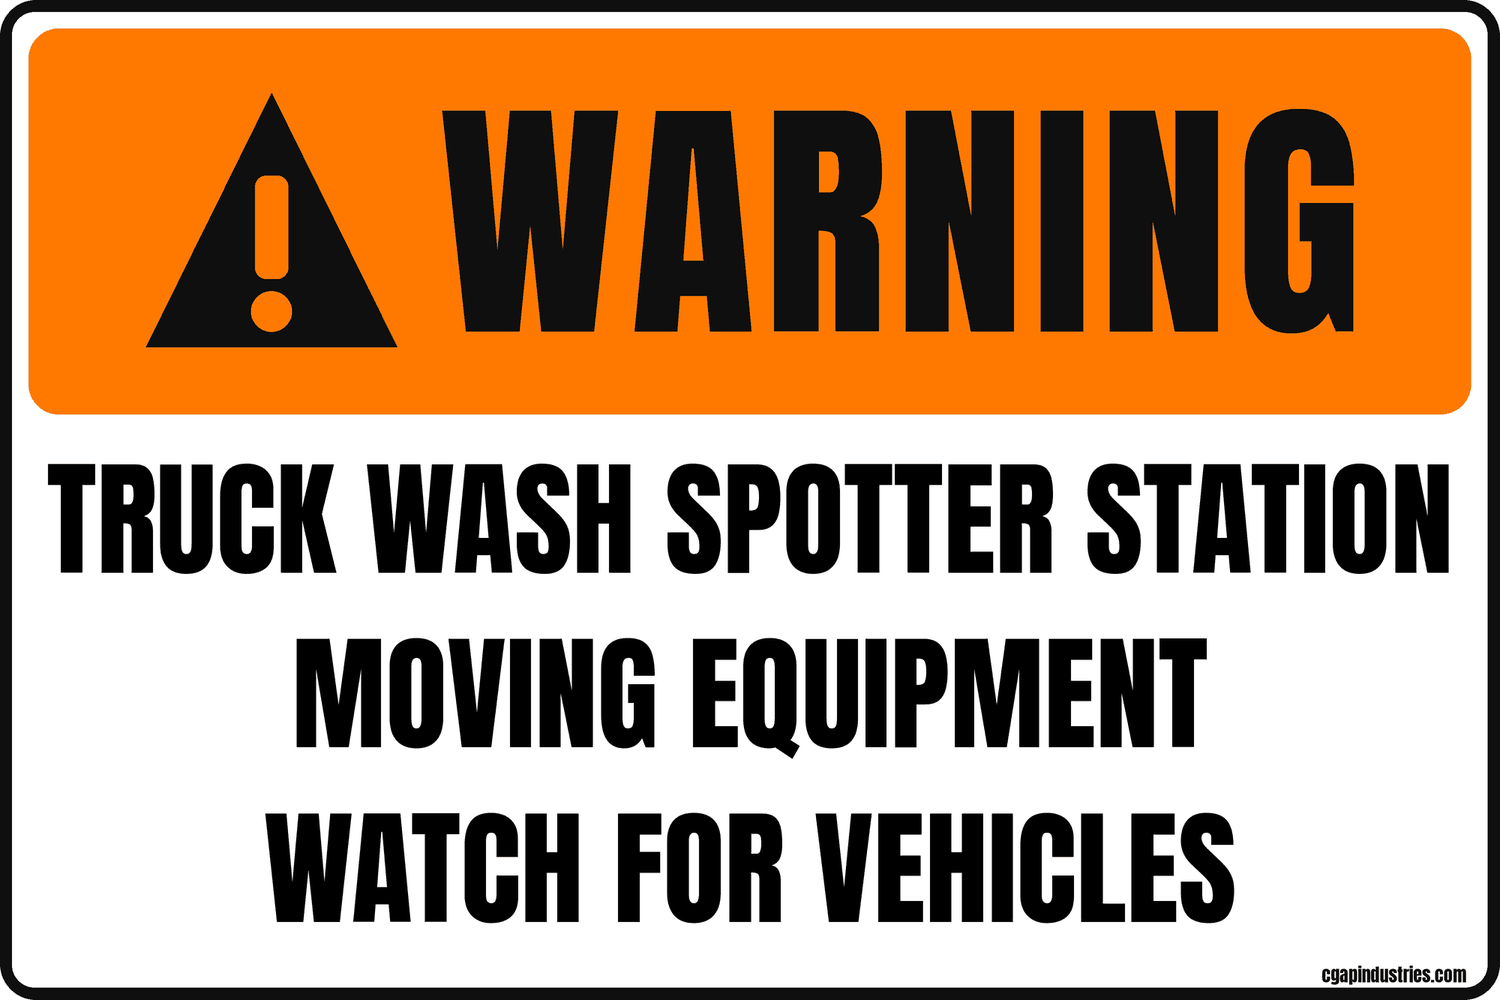 WARNING
TRUCK WASH SPOTTER STATION
MOVING EQUIPMENT
WATCH FOR VEHICLES
cgapindustries.com